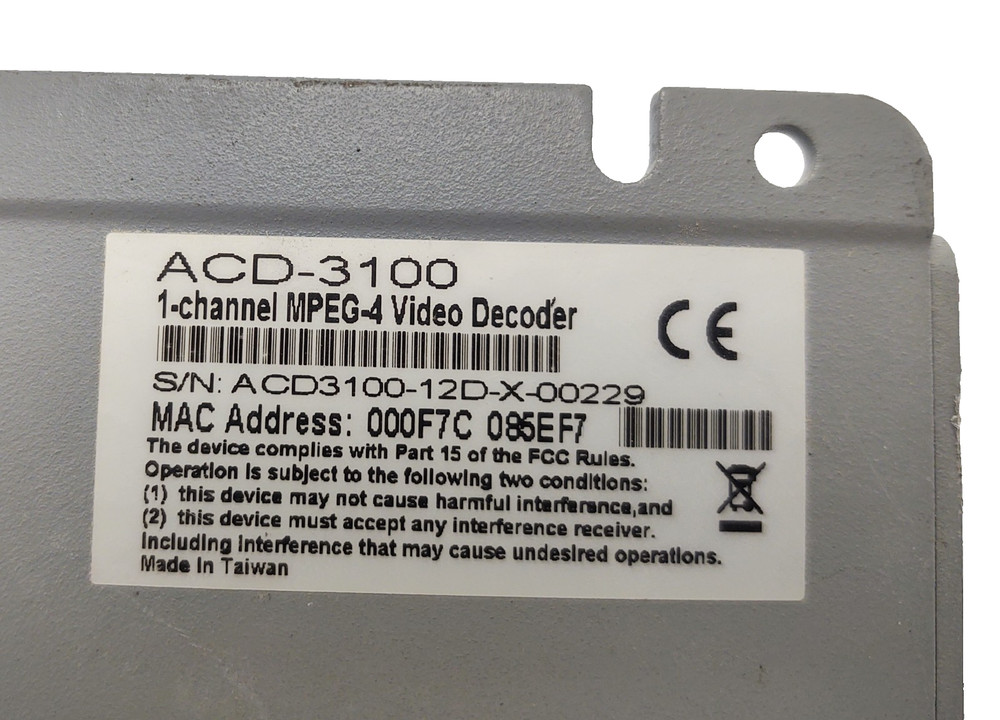 ACD-3100
1-channel MPEG-4 Video Decoder
S/N: ACD3100-12D-X-00229
MAC Address: 000F7C 085EF7
The device complies with Part 15 of the FCC Rules.
Operation is subject to the following two conditions:
(1) this device may not cause harmful interference,and
(2) this device must accept any interference receiver.
Including interference that may cause undesired operations.
Made In Taiwan
CE